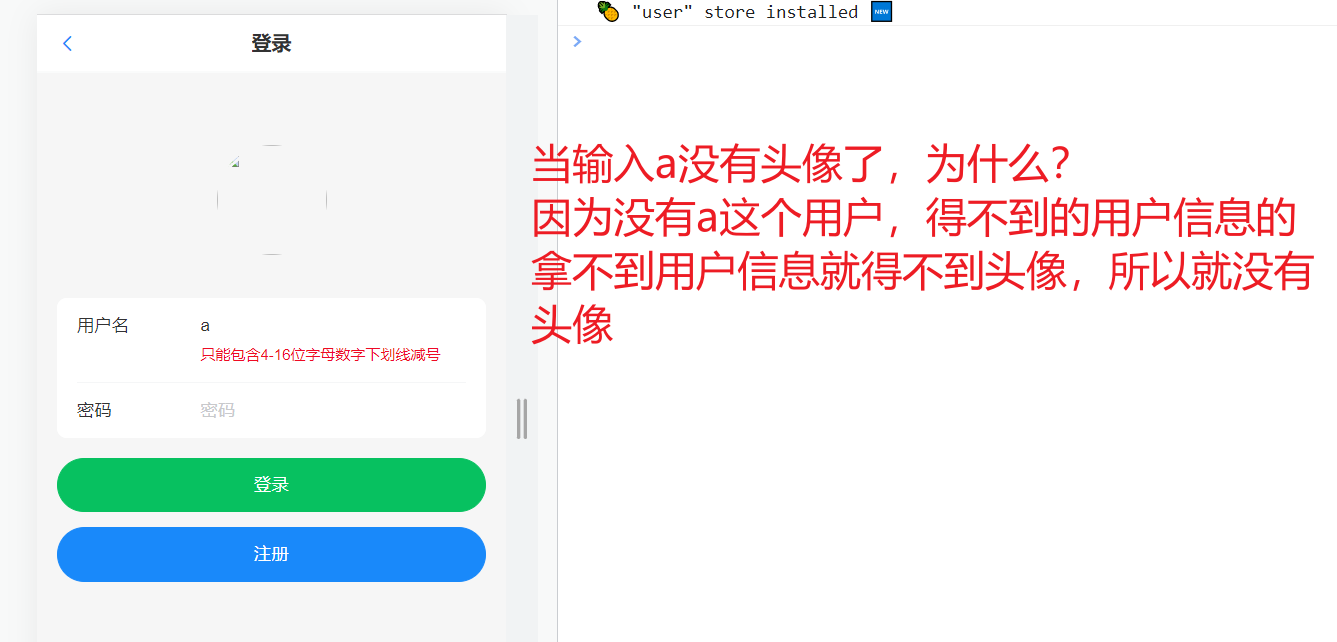 登录
用户名
a
只能包含4-16位字母数字下划线减号
密码
密码
登录
注册
🍍 "user" store installed 🆕
当输入a没有头像了，为什么？
因为没有a这个用户，得不到的用户信息的
拿不到用户信息就得不到头像，所以就没有
头像